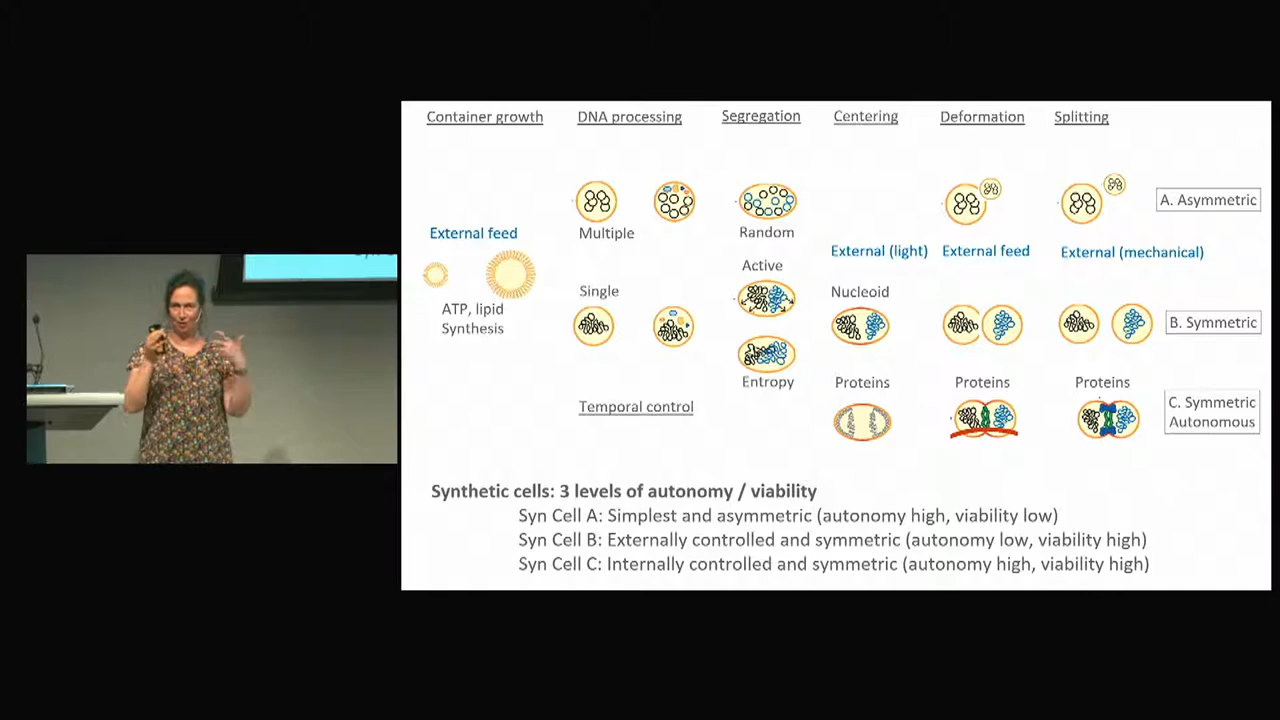 Container growth
DNA processing
Segregation
Centering
Deformation
Splitting
A. Asymmetric
External feed
Multiple
Random
External (light)
External feed
External (mechanical)
Active
Single
Nucleoid
ATP, lipid
Synthesis
B. Symmetric
Entropy
Proteins
Proteins
Proteins
Temporal control
C. Symmetric
Autonomous
Synthetic cells: 3 levels of autonomy / viability
Syn Cell A: Simplest and asymmetric (autonomy high, viability low)
Syn Cell B: Externally controlled and symmetric (autonomy low, viability high)
Syn Cell C: Internally controlled and symmetric (autonomy high, viability high)